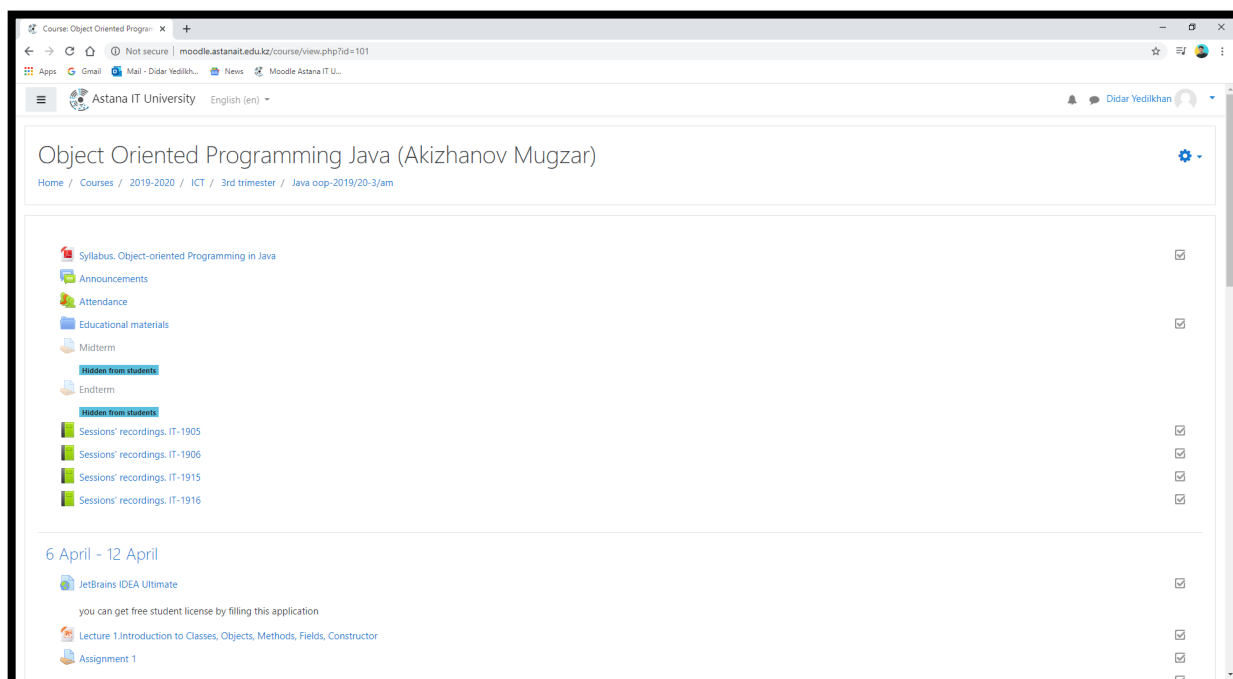 Course: Object Oriented Program
Not secure | moodle.astanait.edu.kz/course/view.php?id=101
Apps Gmail Mail - Didar Yedilkh... News Moodle Astana IT U...
Astana IT University English (en) Didar Yedilkhan
Object Oriented Programming Java (Akizhanov Mugzar)
Home / Courses / 2019-2020 / ICT / 3rd trimester / Java oop-2019/20-3/am
Syllabus. Object-oriented Programming in Java
Announcements
Attendance
Educational materials
Midterm
Hidden from students
Endterm
Hidden from students
Sessions' recordings. IT-1905
Sessions' recordings. IT-1906
Sessions' recordings. IT-1915
Sessions' recordings. IT-1916
6 April - 12 April
JetBrains IDEA Ultimate
you can get free student license by filling this application
Lecture 1.Introduction to Classes, Objects, Methods, Fields, Constructor
Assignment 1